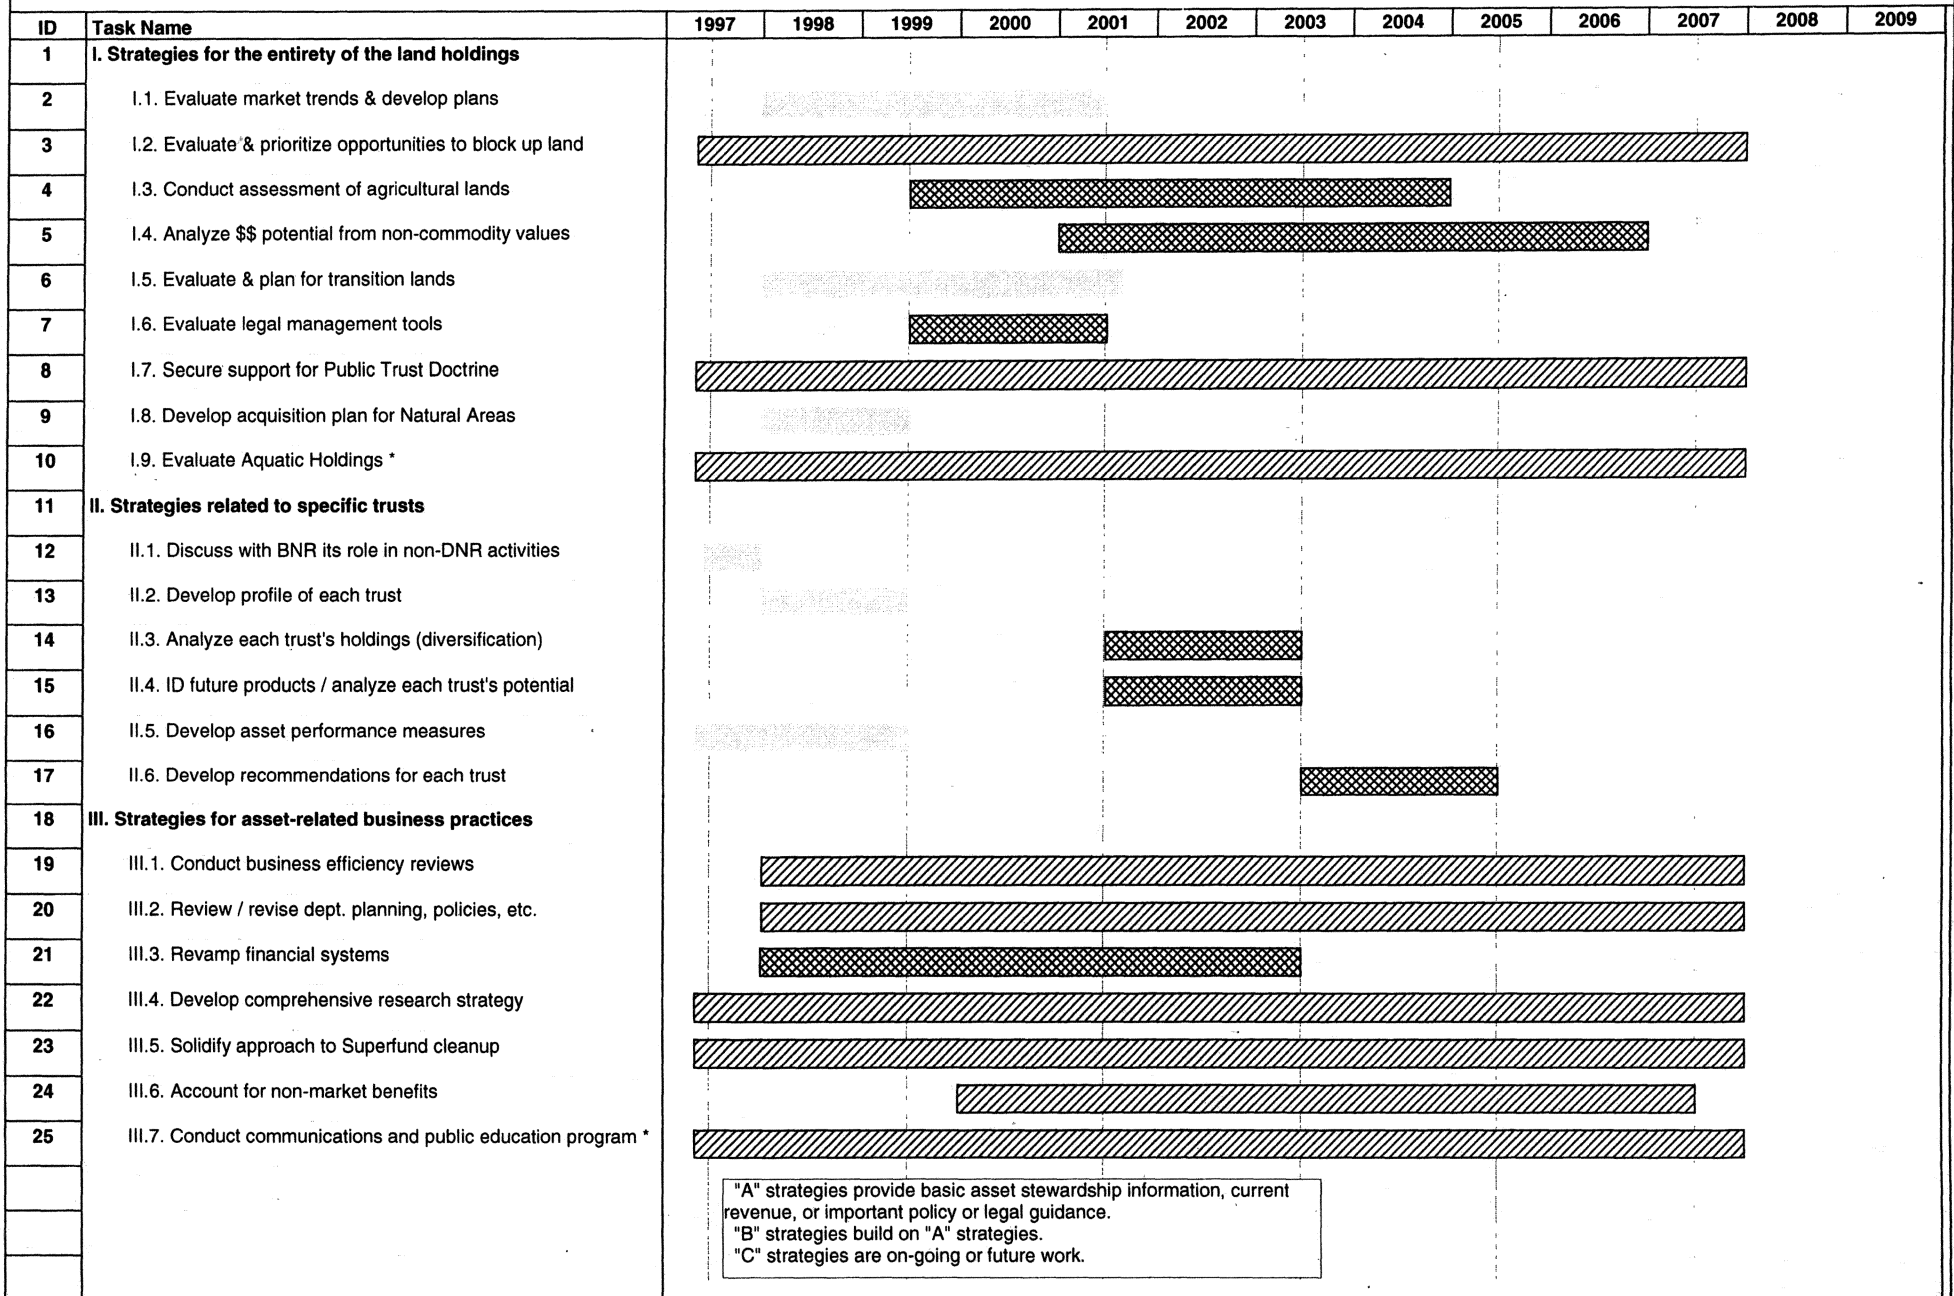 ID Task Name 1997 1998 1999 2000 2001 2002 2003 2004 2005 2006 2007 2008 2009
1 I. Strategies for the entirety of the land holdings
2 I.1. Evaluate market trends & develop plans
3 I.2. Evaluate & prioritize opportunities to block up land
4 I.3. Conduct assessment of agricultural lands
5 I.4. Analyze $$ potential from non-commodity values
6 I.5. Evaluate & plan for transition lands
7 I.6. Evaluate legal management tools
8 I.7. Secure support for Public Trust Doctrine
9 I.8. Develop acquisition plan for Natural Areas
10 I.9. Evaluate Aquatic Holdings *
11 II. Strategies related to specific trusts
12 II.1. Discuss with BNR its role in non-DNR activities
13 II.2. Develop profile of each trust
14 II.3. Analyze each trust's holdings (diversification)
15 II.4. ID future products / analyze each trust's potential
16 II.5. Develop asset performance measures
17 II.6. Develop recommendations for each trust
18 III. Strategies for asset-related business practices
19 III.1. Conduct business efficiency reviews
20 III.2. Review / revise dept. planning, policies, etc.
21 III.3. Revamp financial systems
22 III.4. Develop comprehensive research strategy
23 III.5. Solidify approach to Superfund cleanup
24 III.6. Account for non-market benefits
25 III.7. Conduct communications and public education program *
"A" strategies provide basic asset stewardship information, current
revenue, or important policy or legal guidance.
"B" strategies build on "A" strategies.
"C" strategies are on-going or future work.